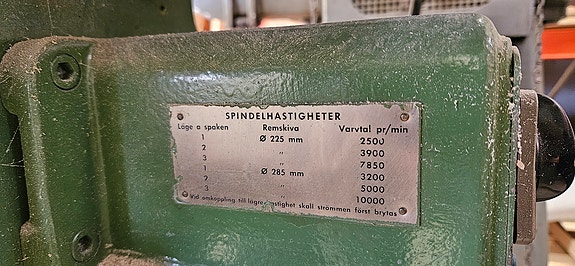 SPINDELHASTIGHETER
Läge a spaken Remskiva Varvtal pr/min
1 Ø 225 mm 2500
2 „ 3900
3 „ 7850
1 Ø 285 mm 3200
2 „ 5000
3 „ 10000
Vid omkoppling till lägre hastighet skall strömmen först brytas